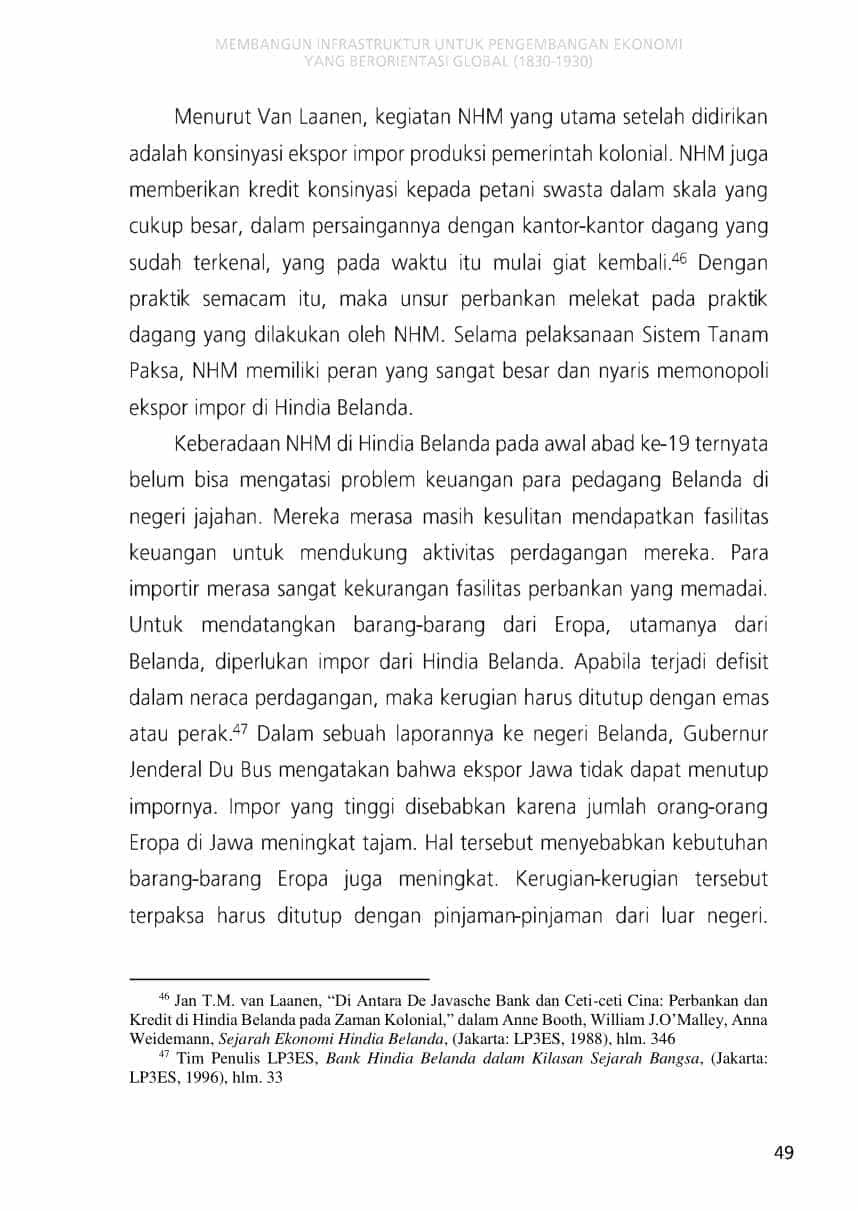 MEMBANGUN INFRASTRUKTUR UNTUK PENGEMBANGAN EKONOMI
YANG BERORIENTASI GLOBAL (1830-1930)
Menurut Van Laanen, kegiatan NHM yang utama setelah didirikan
adalah konsinyasi ekspor impor produksi pemerintah kolonial. NHM juga
memberikan kredit konsinyasi kepada petani swasta dalam skala yang
cukup besar, dalam persaingannya dengan kantor-kantor dagang yang
sudah terkenal, yang pada waktu itu mulai giat kembali.46 Dengan
praktik semacam itu, maka unsur perbankan melekat pada praktik
dagang yang dilakukan oleh NHM. Selama pelaksanaan Sistem Tanam
Paksa, NHM memiliki peran yang sangat besar dan nyaris memonopoli
ekspor impor di Hindia Belanda.
Keberadaan NHM di Hindia Belanda pada awal abad ke-19 ternyata
belum bisa mengatasi problem keuangan para pedagang Belanda di
negeri jajahan. Mereka merasa masih kesulitan mendapatkan fasilitas
keuangan untuk mendukung aktivitas perdagangan mereka. Para
importir merasa sangat kekurangan fasilitas perbankan yang memadai.
Untuk mendatangkan barang-barang dari Eropa, utamanya dari
Belanda, diperlukan impor dari Hindia Belanda. Apabila terjadi defisit
dalam neraca perdagangan, maka kerugian harus ditutup dengan emas
atau perak.47 Dalam sebuah laporannya ke negeri Belanda, Gubernur
Jenderal Du Bus mengatakan bahwa ekspor Jawa tidak dapat menutup
impornya. Impor yang tinggi disebabkan karena jumlah orang-orang
Eropa di Jawa meningkat tajam. Hal tersebut menyebabkan kebutuhan
barang-barang Eropa juga meningkat. Kerugian-kerugian tersebut
terpaksa harus ditutup dengan pinjaman-pinjaman dari luar negeri.
46 Jan T.M. van Laanen, “Di Antara De Javasche Bank dan Ceti-ceti Cina: Perbankan dan
Kredit di Hindia Belanda pada Zaman Kolonial,” dalam Anne Booth, William J.O’Malley, Anna
Weidemann, Sejarah Ekonomi Hindia Belanda, (Jakarta: LP3ES, 1988), hlm. 346
47 Tim Penulis LP3ES, Bank Hindia Belanda dalam Kilasan Sejarah Bangsa, (Jakarta:
LP3ES, 1996), hlm. 33
49